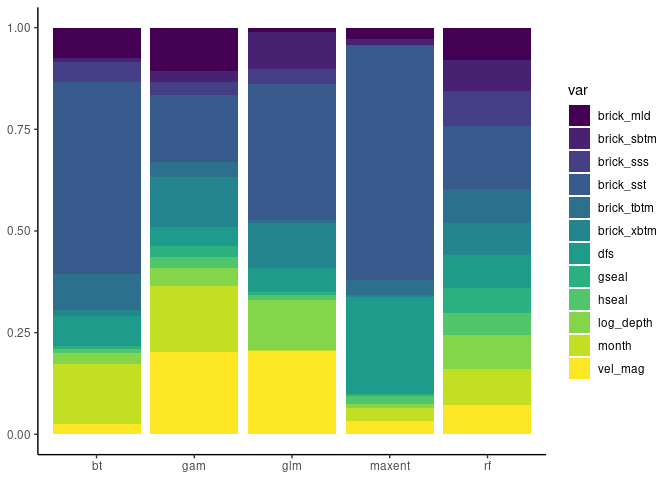 1.00
0.75
0.50
0.25
0.00
bt gam glm maxent rf
var
brick_mld
brick_sbtm
brick_sss
brick_sst
brick_tbtm
brick_xbtm
dfs
gseal
hseal
log_depth
month
vel_mag